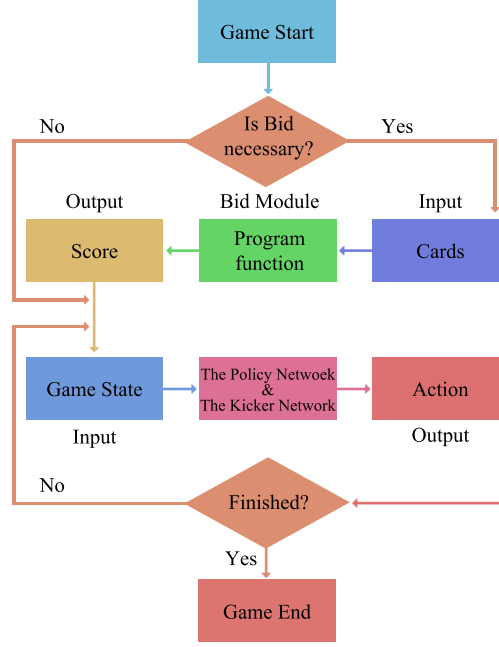 Game Start
No
Is Bid
necessary?
Yes
Output
Bid Module
Input
Score
Program
function
Cards
Game State
The Policy Netwoek
&
The Kicker Network
Action
Input
Output
No
Finished?
Yes
Game End